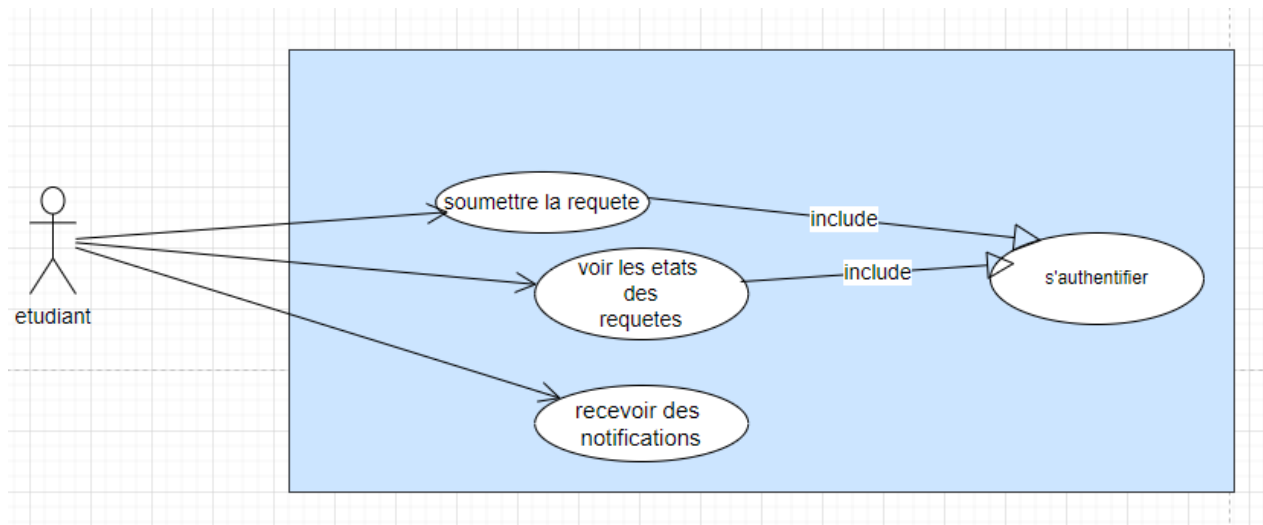 soumettre la requete
include
voir les etats
des
requetes
include
s'authentifier
etudiant
recevoir des
notifications